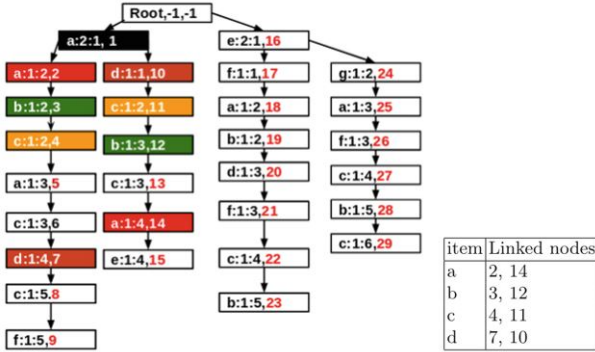 Root,-1,-1
a:2:1, 1
a:1:2,2
b:1:2,3
c:1:2,4
a:1:3,5
c:1:3,6
d:1:4,7
c:1:5.8
f:1:5,9
d:1:1,10
c:1:2,11
b:1:3,12
c:1:3,13
a:1:4,14
e:1:4,15
e:2:1,16
f:1:1,17
a:1:2,18
b:1:2,19
d:1:3,20
f:1:3,21
c:1:4,22
b:1:5,23
g:1:2,24
a:1:3,25
f:1:3,26
c:1:4,27
b:1:5,28
c:1:6,29
item Linked nodes
a 2, 14
b 3, 12
c 4, 11
d 7, 10